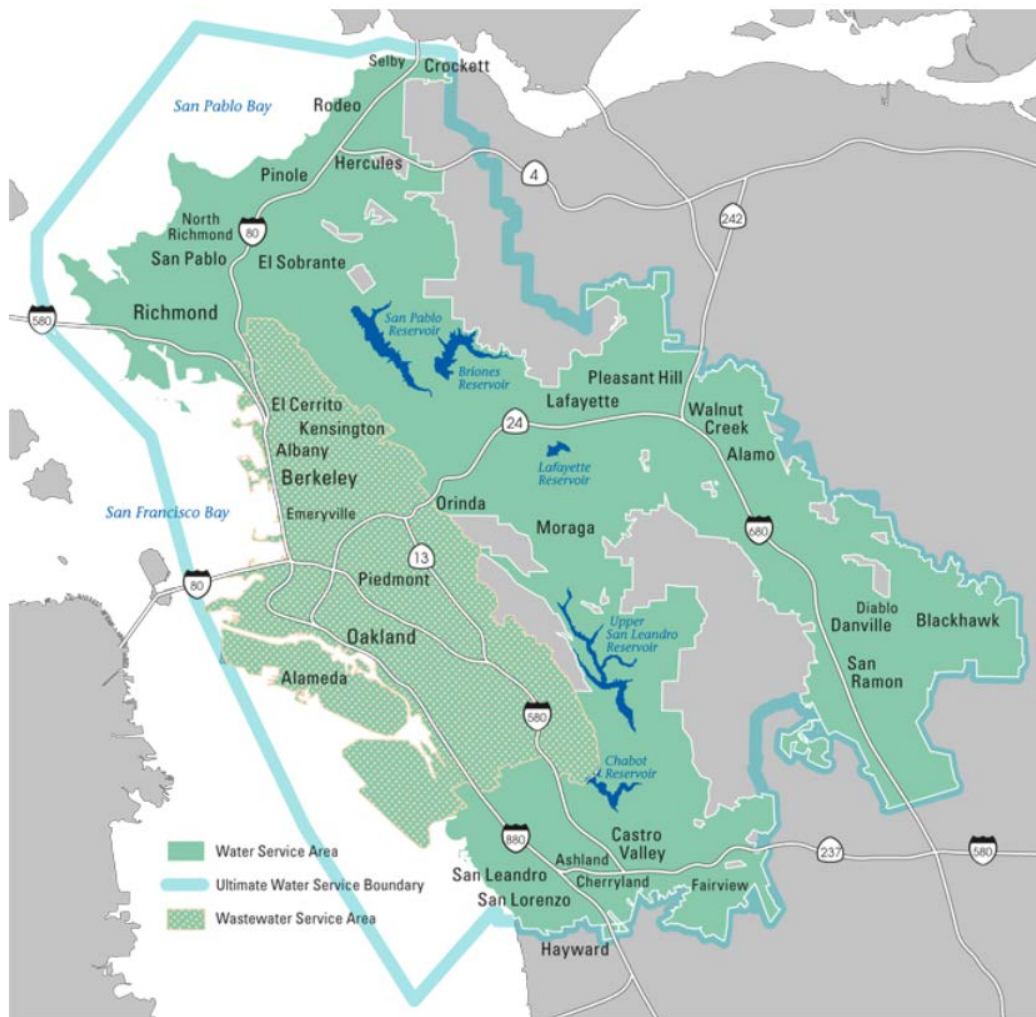 Selby
Crockett
San Pablo Bay
Rodeo
Hercules
4
Pinole
242
North
Richmond
80
San Pablo
El Sobrante
Richmond
580
San Pablo
Reservoir
Briones
Reservoir
Pleasant Hill
Lafayette
El Cerrito
Kensington
24
Walnut
Creek
Albany
Alamo
Berkeley
Lafayette
Reservoir
San Francisco Bay
Emeryville
Orinda
Moraga
680
13
80
Piedmont
Diablo
Danville
Blackhawk
Oakland
Upper
San Leandro
Reservoir
San
Ramon
Alameda
580
Chabot
Reservoir
880
Castro
Valley
237
580
Ashland
San Leandro
Cherryland
Fairview
San Lorenzo
Hayward
Water Service Area
Ultimate Water Service Boundary
Wastewater Service Area